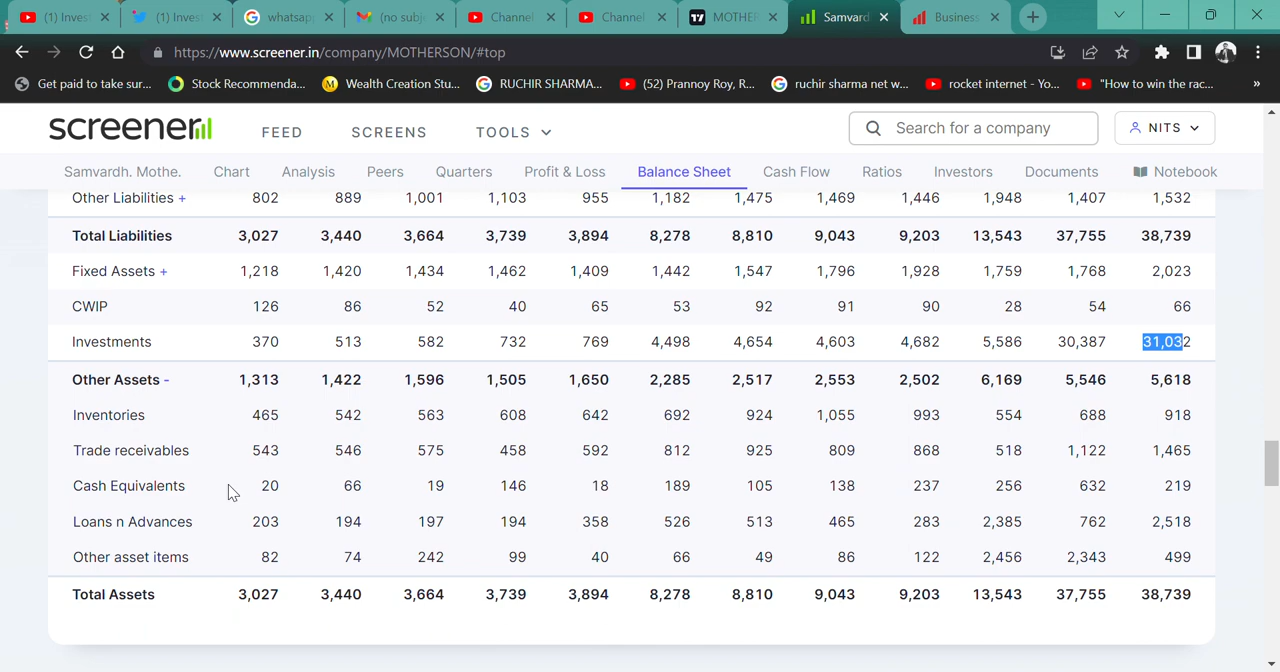 (1) Invest
(1) Invest
whatsap
(no subj
Channel
Channel
MOTHE
Samvard
Business
https://www.screener.in/company/MOTHERSON/#top
Get paid to take sur...
Stock Recommenda...
Wealth Creation Stu...
RUCHIR SHARMA...
(52) Prannoy Roy, R...
ruchir sharma net w...
rocket internet - Yo...
"How to win the rac...
»
screener
FEED SCREENS TOOLS
Search for a company
NITS
Samvardh. Mothe. Chart Analysis Peers Quarters Profit & Loss Balance Sheet Cash Flow Ratios Investors Documents Notebook
Other Liabilities + 802 889 1,001 1,103 955 1,182 1,475 1,469 1,446 1,948 1,407 1,532
Total Liabilities 3,027 3,440 3,664 3,739 3,894 8,278 8,810 9,043 9,203 13,543 37,755 38,739
Fixed Assets + 1,218 1,420 1,434 1,462 1,409 1,442 1,547 1,796 1,928 1,759 1,768 2,023
CWIP 126 86 52 40 65 53 92 91 90 28 54 66
Investments 370 513 582 732 769 4,498 4,654 4,603 4,682 5,586 30,387 31,032
Other Assets - 1,313 1,422 1,596 1,505 1,650 2,285 2,517 2,553 2,502 6,169 5,546 5,618
Inventories 465 542 563 608 642 692 924 1,055 993 554 688 918
Trade receivables 543 546 575 458 592 812 925 809 868 518 1,122 1,465
Cash Equivalents 20 66 19 146 18 189 105 138 237 256 632 219
Loans n Advances 203 194 197 194 358 526 513 465 283 2,385 762 2,518
Other asset items 82 74 242 99 40 66 49 86 122 2,456 2,343 499
Total Assets 3,027 3,440 3,664 3,739 3,894 8,278 8,810 9,043 9,203 13,543 37,755 38,739